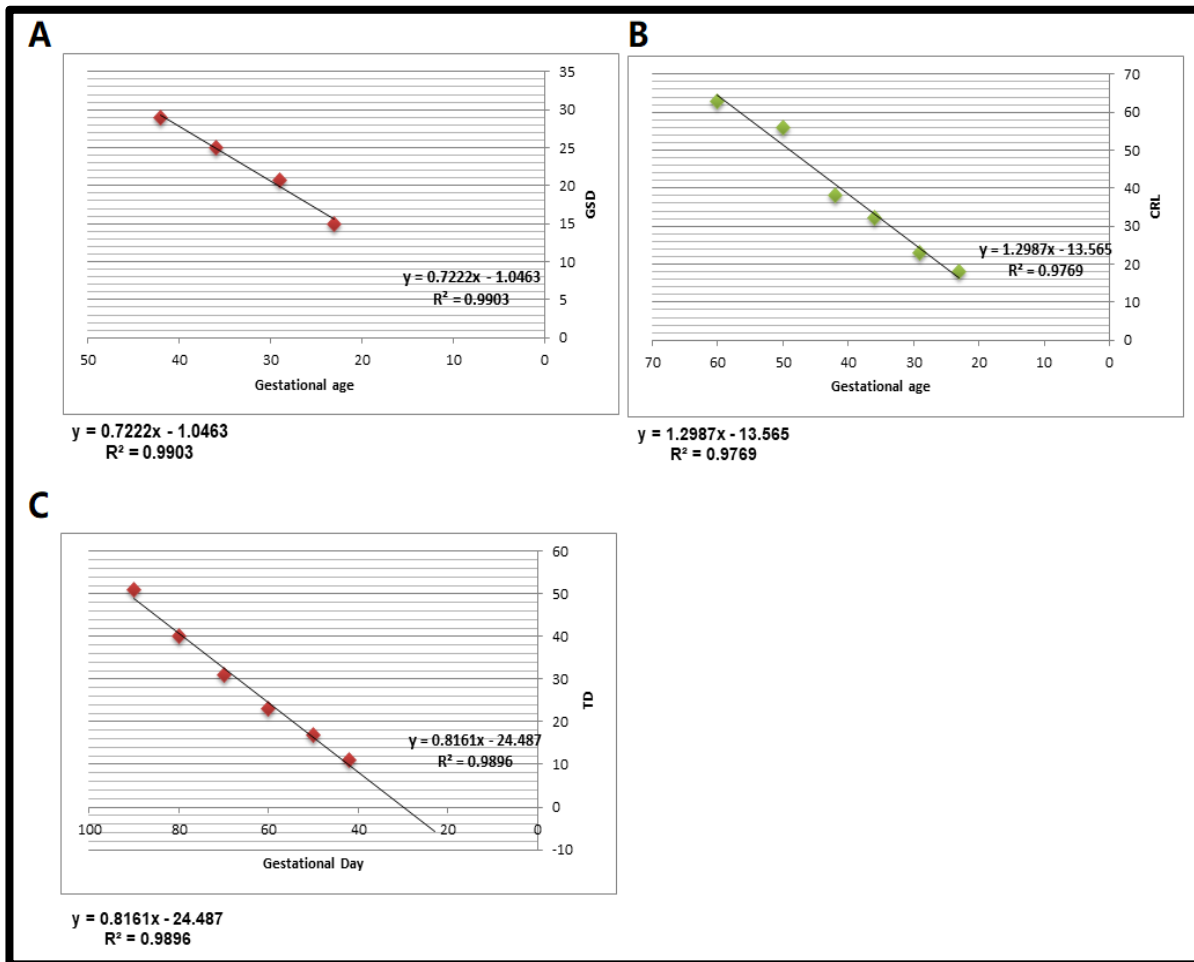 A
35
30
25
20
15
10
5
0
GSD
y = 0.7222x - 1.0463
R² = 0.9903
50 40 30 20 10 0
Gestational age
y = 0.7222x - 1.0463
R² = 0.9903
B
70
60
50
40
30
20
10
0
CRL
y = 1.2987x - 13.565
R² = 0.9769
70 60 50 40 30 20 10 0
Gestational age
y = 1.2987x - 13.565
R² = 0.9769
C
60
50
40
30
20
10
0
-10
TD
y = 0.8161x - 24.487
R² = 0.9896
100 80 60 40 20 0
Gestational Day
y = 0.8161x - 24.487
R² = 0.9896